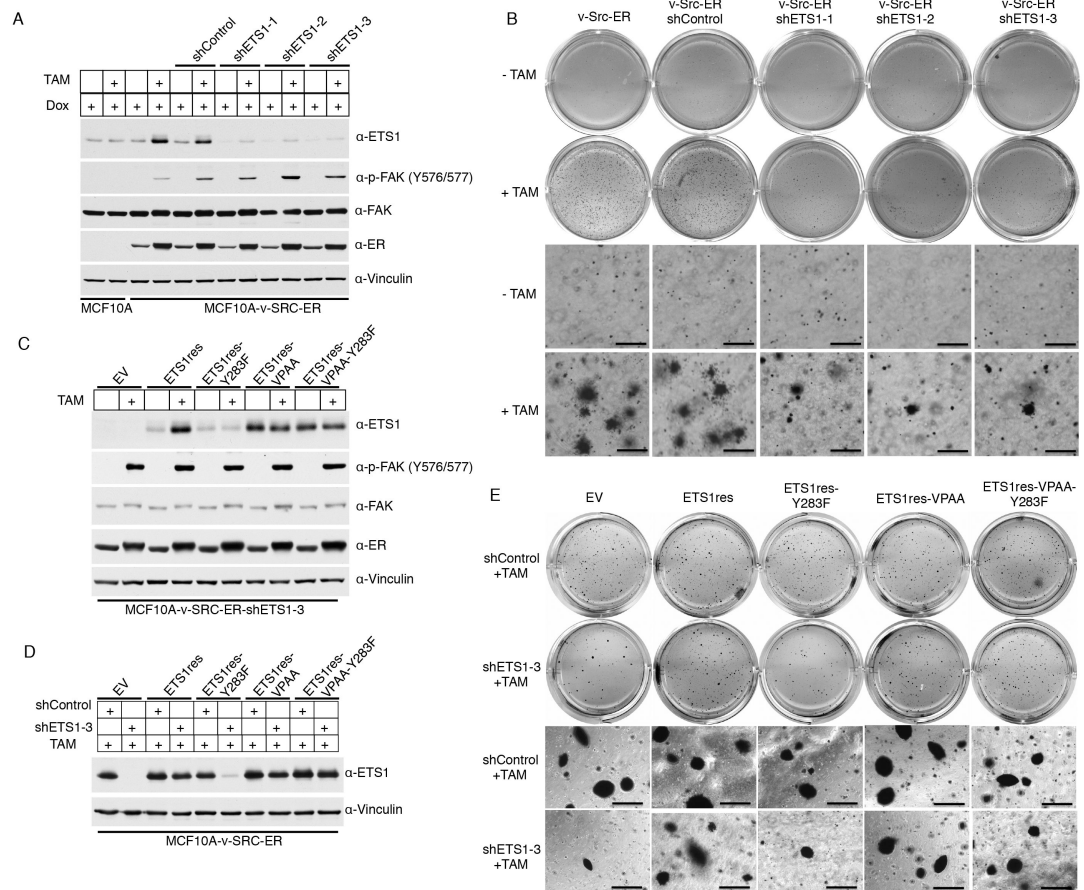 A
shControl
shETS1-1
shETS1-2
shETS1-3
TAM + + + + + +
Dox + + + + + + + + + + + +
α-ETS1
α-p-FAK (Y576/577)
α-FAK
α-ER
α-Vinculin
MCF10A MCF10A-v-SRC-ER
B
v-Src-ER
v-Src-ER
shControl
v-Src-ER
shETS1-1
v-Src-ER
shETS1-2
v-Src-ER
shETS1-3
- TAM
+ TAM
- TAM
+ TAM
C
EV
ETS1res
ETS1res-
Y283F
ETS1res-
VPAA
ETS1res-
VPAA-Y283F
TAM + + + + +
α-ETS1
α-p-FAK (Y576/577)
α-FAK
α-ER
α-Vinculin
MCF10A-v-SRC-ER-shETS1-3
D
EV
ETS1res
ETS1res-
Y283F
ETS1res-
VPAA
ETS1res-
VPAA-Y283F
shControl + + + + +
shETS1-3 + + + + +
TAM + + + + + + + + + +
α-ETS1
α-Vinculin
MCF10A-v-SRC-ER
E
EV
ETS1res
ETS1res-
Y283F
ETS1res-VPAA
ETS1res-VPAA-
Y283F
shControl
+TAM
shETS1-3
+TAM
shControl
+TAM
shETS1-3
+TAM